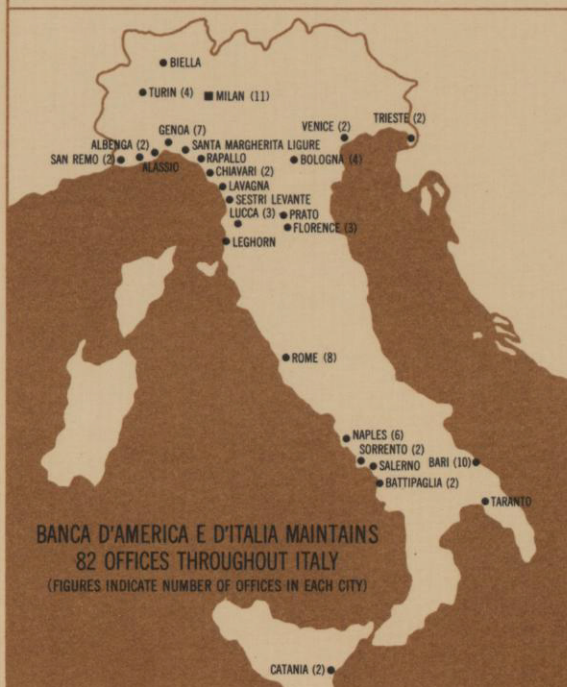 BIELLA
TURIN (4)
MILAN (11)
GENOA (7)
VENICE (2)
TRIESTE (2)
ALBENGA (2)
SANTA MARGHERITA LIGURE
SAN REMO (2)
ALASSIO
RAPALLO
BOLOGNA (4)
CHIAVARI (2)
LAVAGNA
SESTRI LEVANTE
LUCCA (3)
PRATO
FLORENCE (3)
LEGHORN
ROME (8)
NAPLES (6)
SORRENTO (2)
SALERNO
BARI (10)
BATTIPAGLIA (2)
TARANTO
BANCA D'AMERICA E D'ITALIA MAINTAINS
82 OFFICES THROUGHOUT ITALY
(FIGURES INDICATE NUMBER OF OFFICES IN EACH CITY)
CATANIA (2)